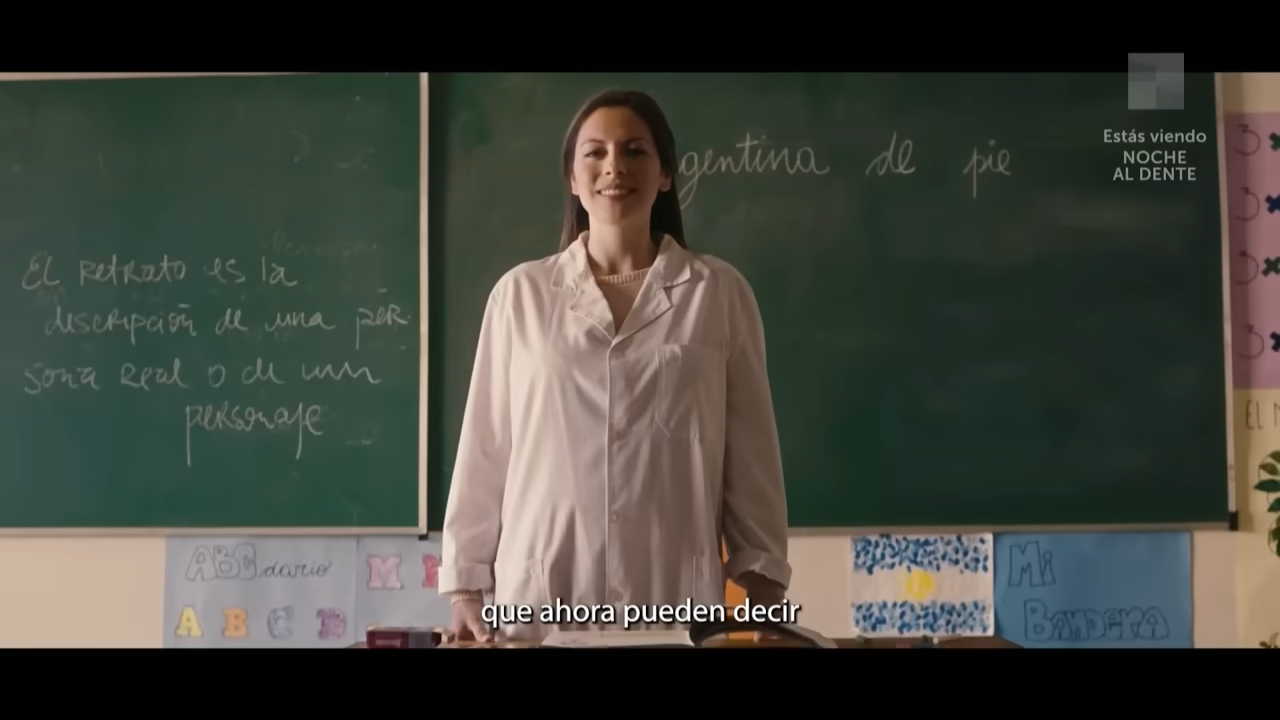 Estás viendo
NOCHE
AL DENTE
gentina de pie
El retrato es la
descripción de una per
sona real o de un
personaje
ABCdario
A B C D
M
Mi
Bandera
EL
que ahora pueden decir